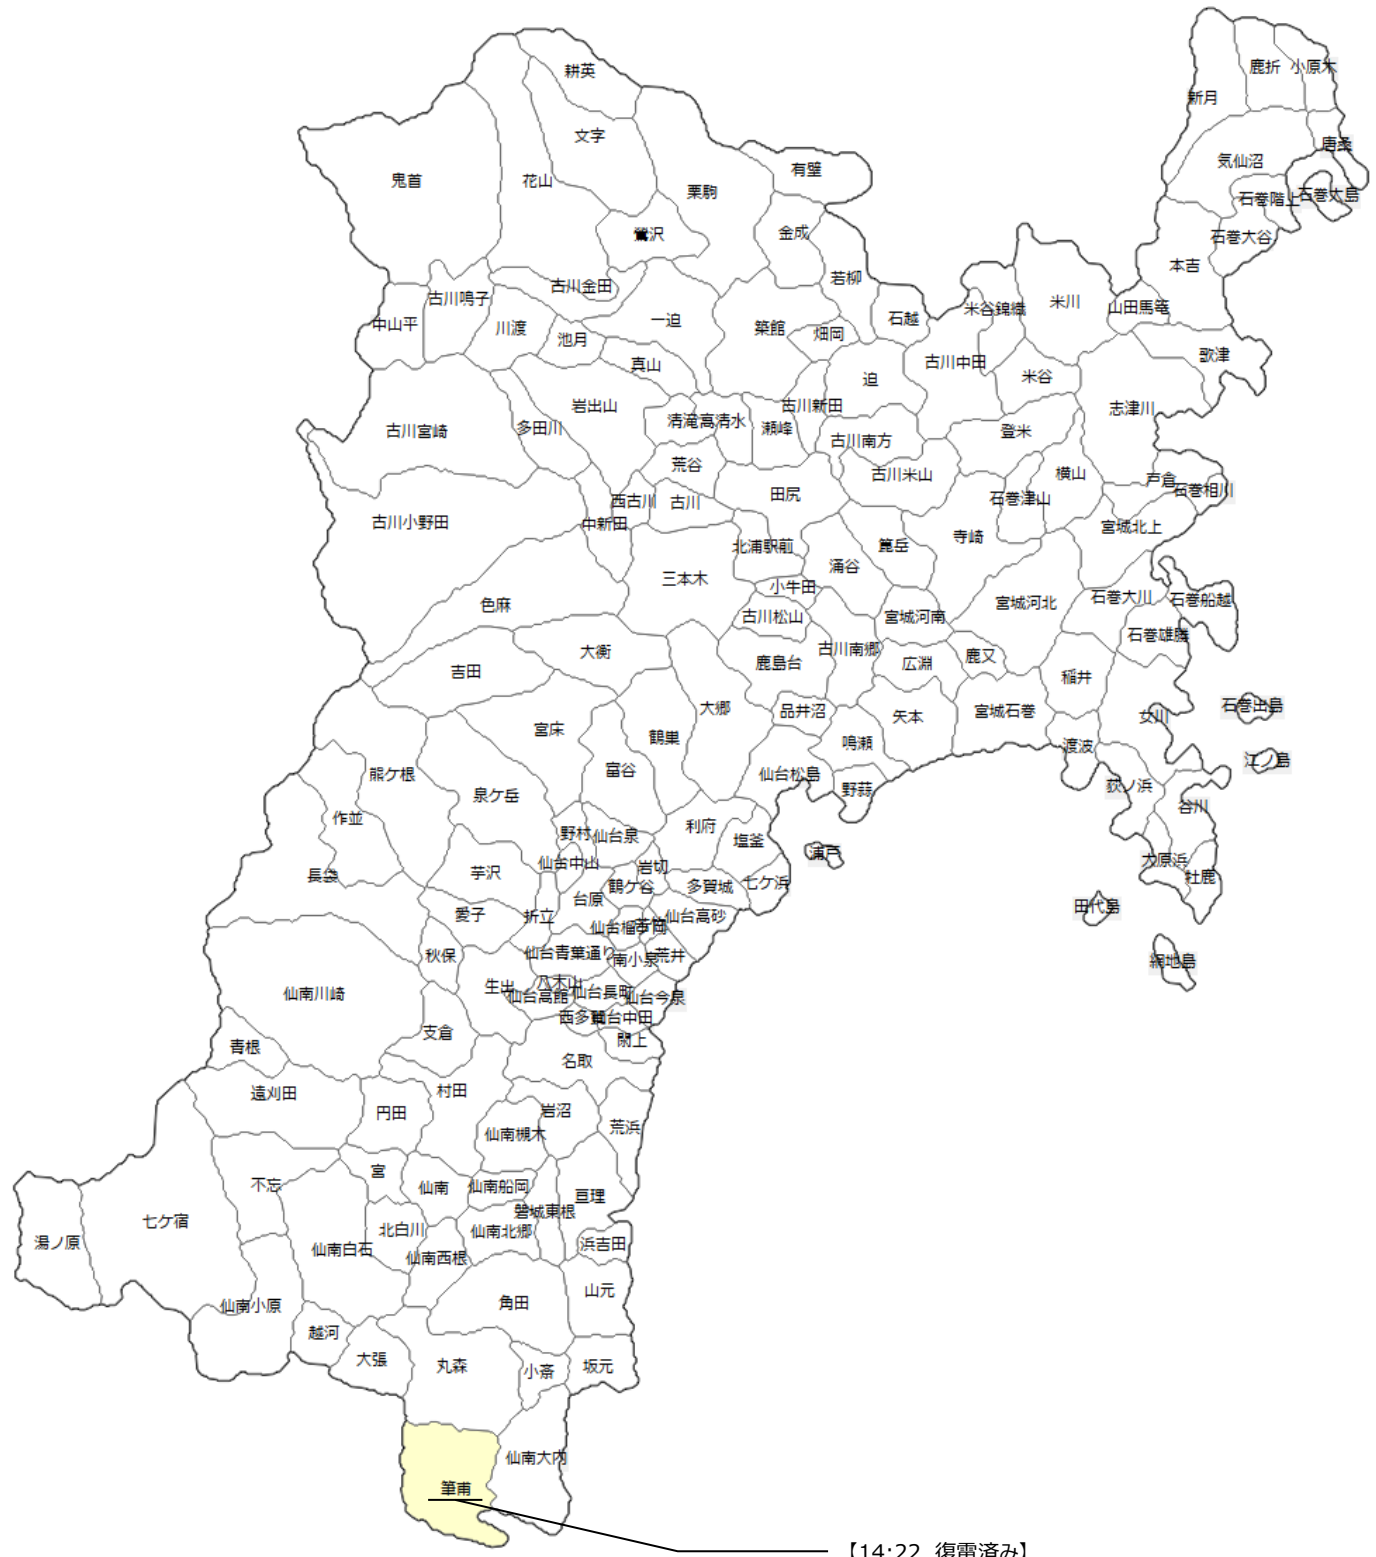 耕英
鹿折
小原木
新月
文字
唐桑
気仙沼
有壁
鬼首
花山
栗駒
石巻階上
石巻大島
鶯沢
金成
石巻大谷
本吉
古川鳴子
古川金田
若柳
中山平
川渡
池月
一迫
築館
畑岡
石越
米谷錦織
米川
山田馬篭
真山
古川中田
歌津
迫
米谷
岩出山
古川新田
志津川
古川宮崎
多田川
清滝高清水
瀬峰
古川南方
登米
荒谷
古川米山
横山
戸倉
石巻相川
西古川
古川
田尻
石巻津山
古川小野田
中新田
宮城北上
北浦駅前
箟岳
寺崎
三本木
涌谷
小牛田
色麻
古川松山
宮城河南
宮城河北
石巻大川
石巻船越
大衡
古川南郷
石巻雄勝
吉田
鹿島台
広淵
鹿又
稲井
大郷
品井沼
矢本
宮城石巻
女川
石巻出島
宮床
鶴巣
鳴瀬
渡波
熊ケ根
富谷
仙台松島
野蒜
江ノ島
泉ケ岳
荻ノ浜
作並
谷川
野村
仙台泉
利府
塩釜
浦戸
長袋
芋沢
仙台中山
岩切
大原浜
鶴ケ谷
多賀城
七ケ浜
牡鹿
愛子
折立
台原
仙台高砂
田代島
仙台榴ケ岡
秋保
仙台青葉通り
南小泉
荒井
網地島
仙南川崎
生出
八木山
仙台高館
仙台長町
仙台今泉
支倉
西多賀
仙台中田
青根
閖上
名取
遠刈田
村田
円田
岩沼
荒浜
仙南槻木
不忘
宮
仙南
仙南船岡
亘理
七ケ宿
磐城東根
湯ノ原
北白川
仙南北郷
浜吉田
仙南白石
仙南西根
仙南小原
角田
山元
越河
大張
丸森
小斎
坂元
仙南大内
筆甫
【14:22 復電済み】